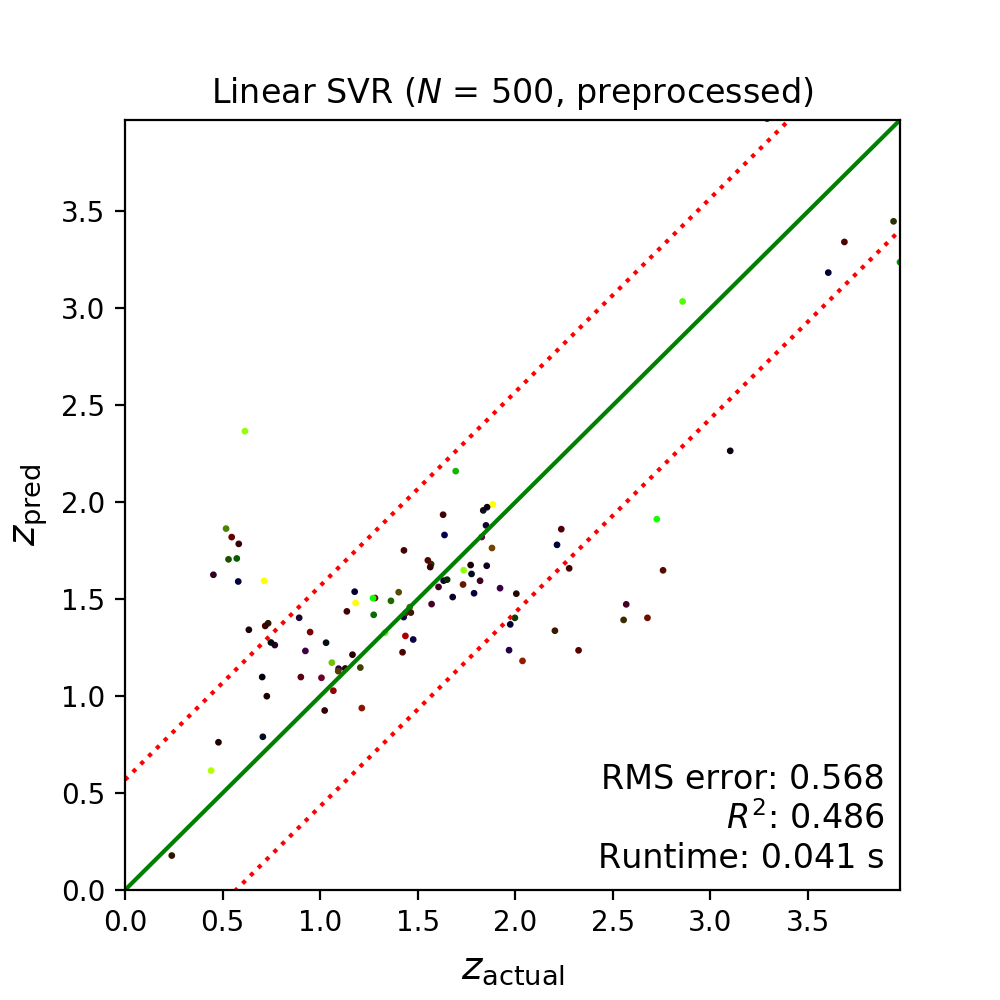 Linear SVR (N = 500, preprocessed)
3.5
3.0
2.5
2.0
1.5
1.0
0.5
0.0
z_pred
RMS error: 0.568
R²: 0.486
Runtime: 0.041 s
0.0 0.5 1.0 1.5 2.0 2.5 3.0 3.5
z_actual